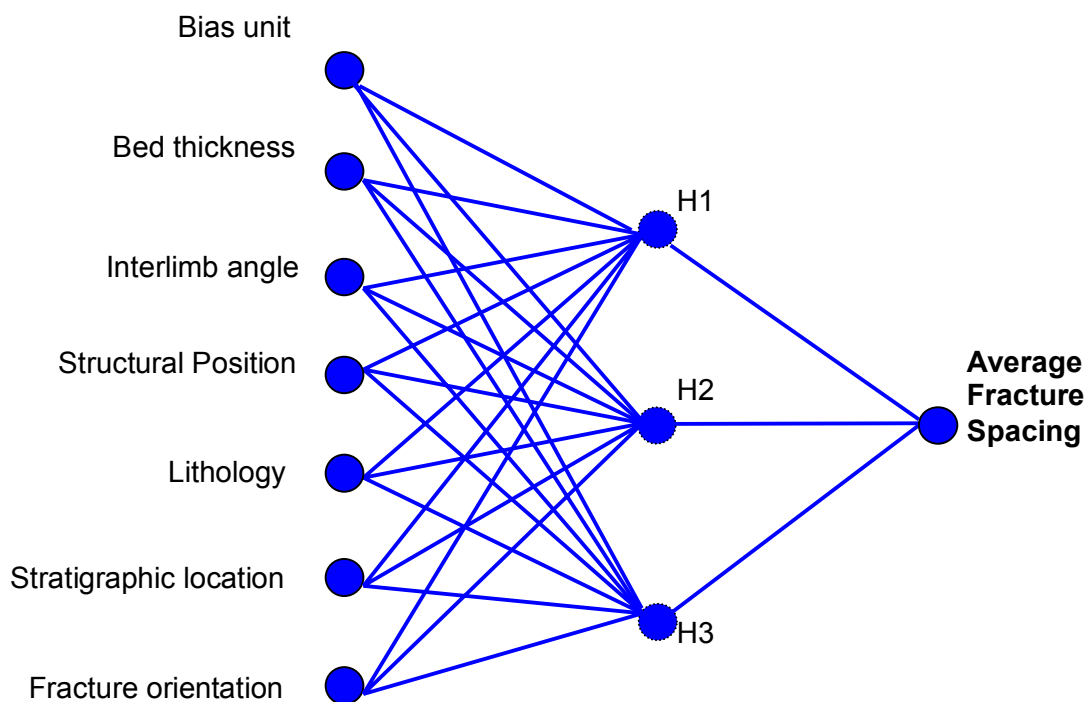 Bias unit
Bed thickness
H1
Interlimb angle
Structural Position
Average
Fracture
Spacing
H2
Lithology
Stratigraphic location
H3
Fracture orientation